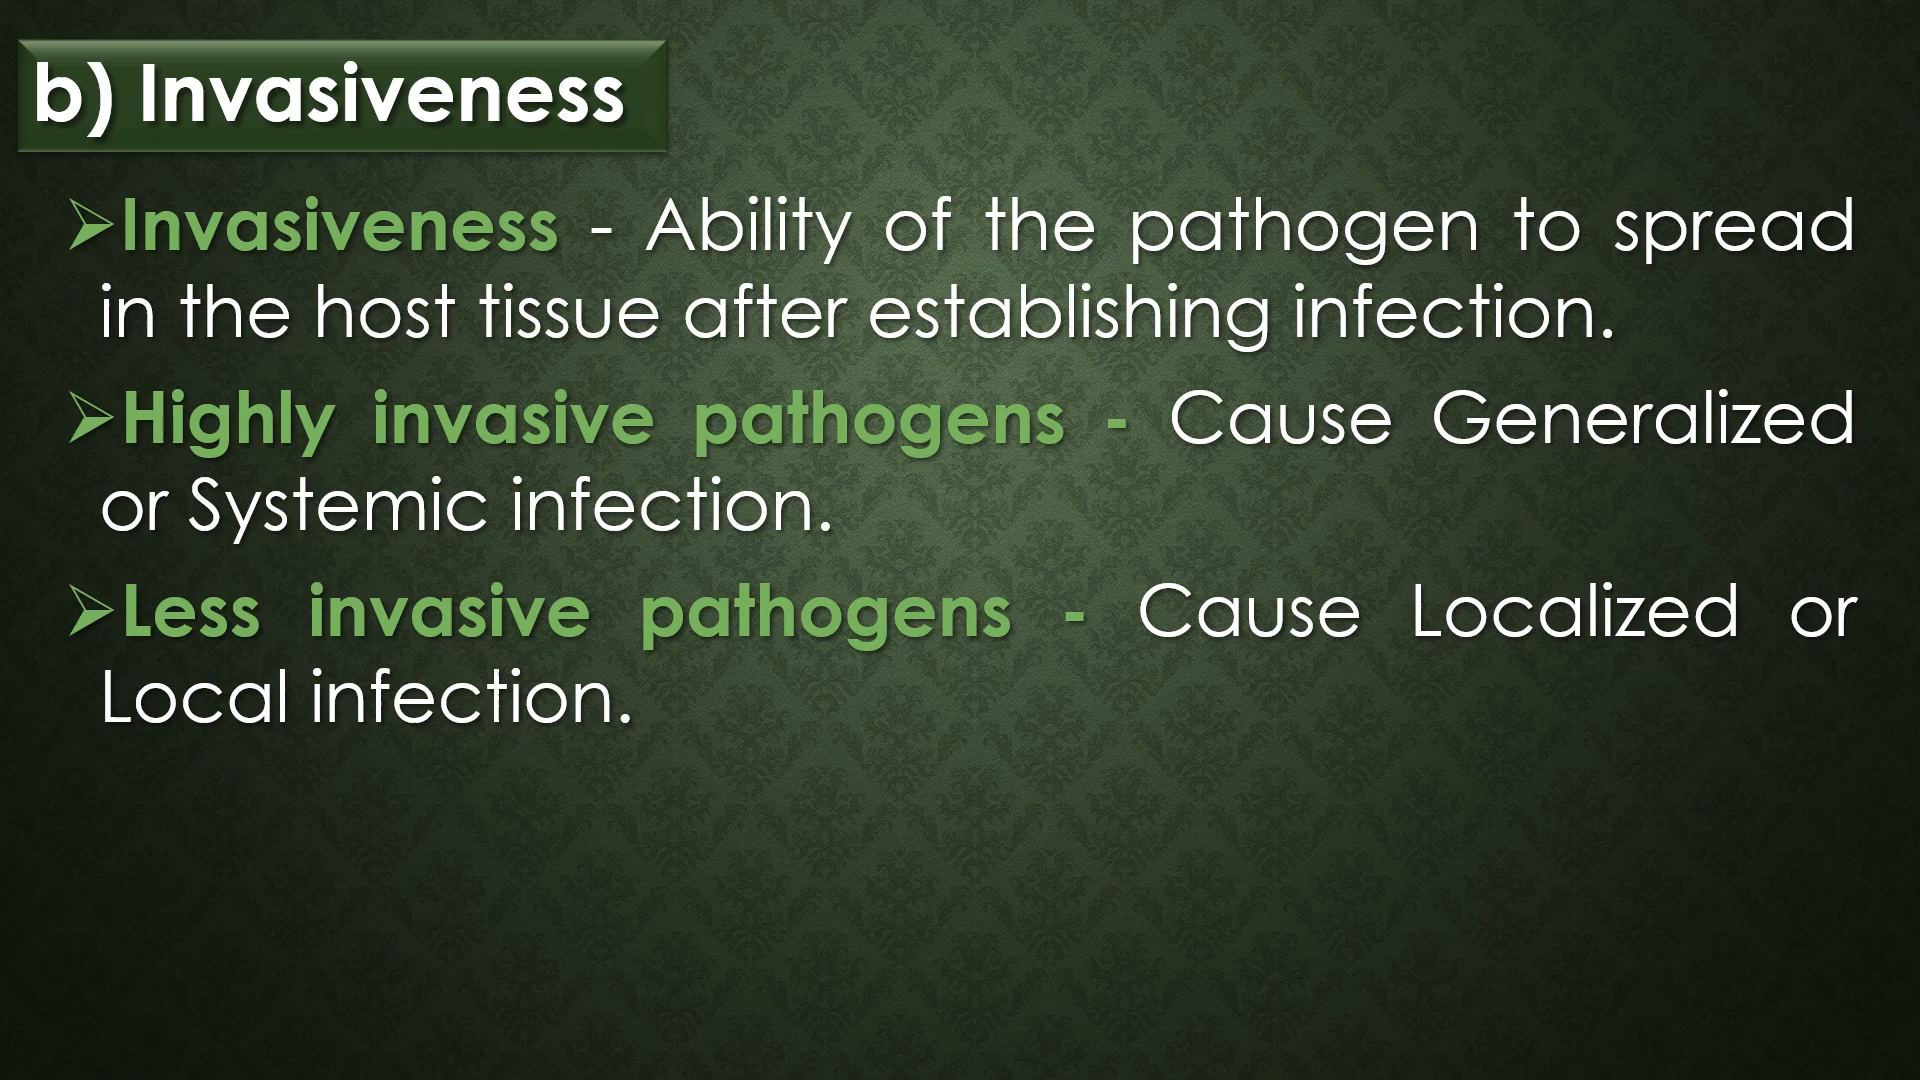 b) Invasiveness
➢Invasiveness - Ability of the pathogen to spread
in the host tissue after establishing infection.
➢Highly invasive pathogens - Cause Generalized
or Systemic infection.
➢Less invasive pathogens - Cause Localized or
Local infection.